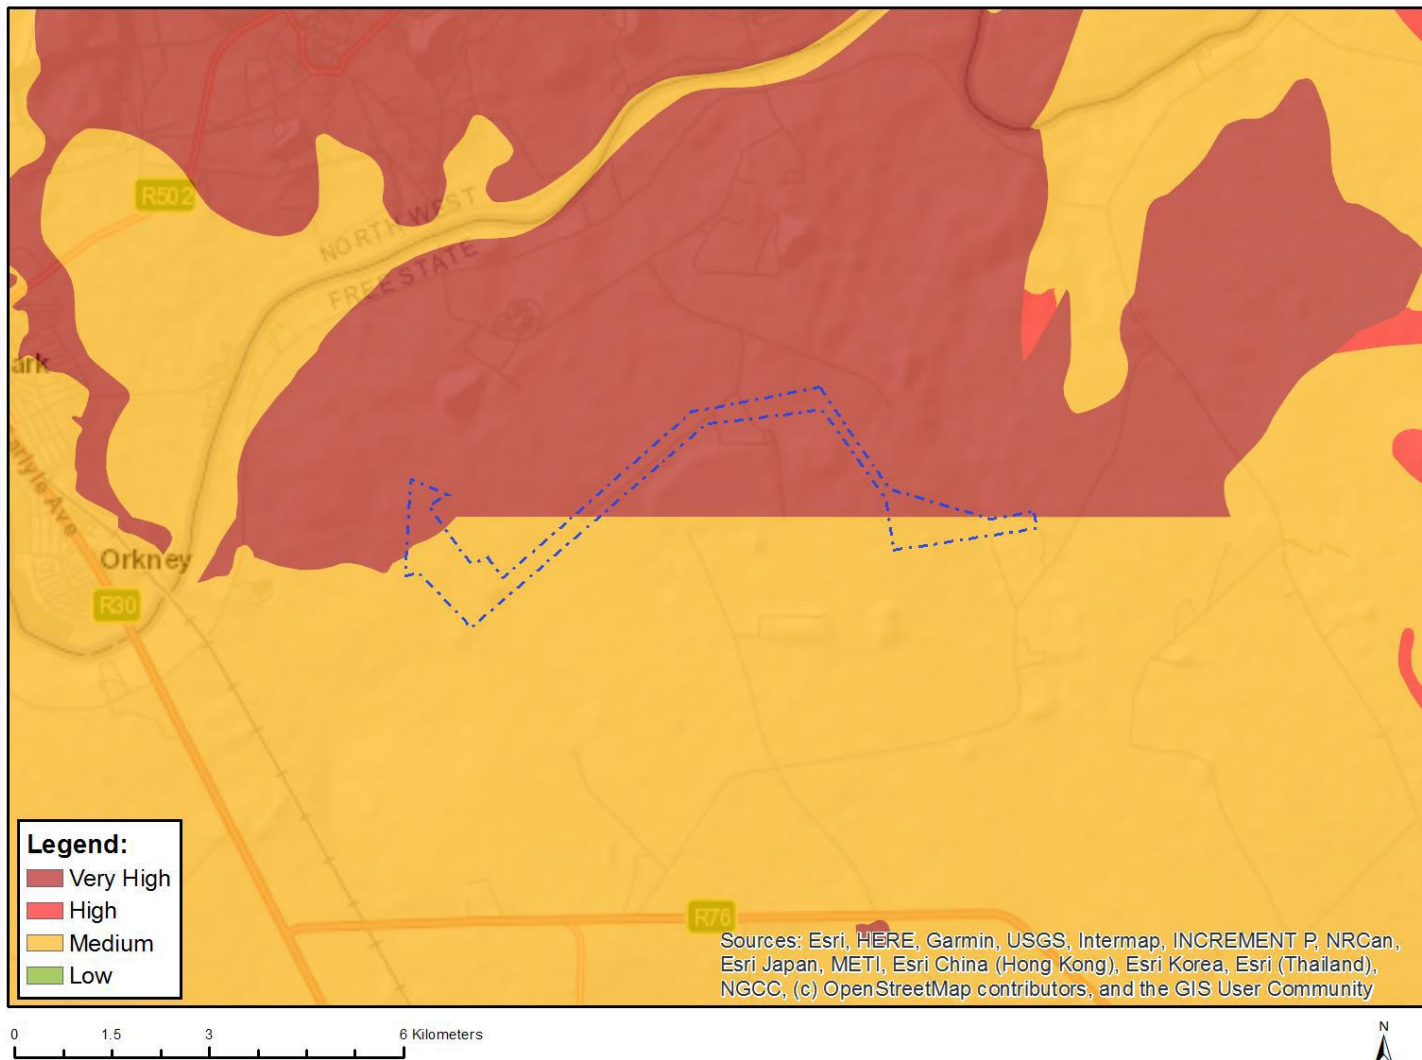 R502
NORTH WEST
FREE STATE
ark
arlyle Ave
Orkney
R30
R76
Legend:
Very High
High
Medium
Low
Sources: Esri, HERE, Garmin, USGS, Intermap, INCREMENT P, NRCan,
Esri Japan, METI, Esri China (Hong Kong), Esri Korea, Esri (Thailand),
NGCC, (c) OpenStreetMap contributors, and the GIS User Community
0 1.5 3 6 Kilometers
N